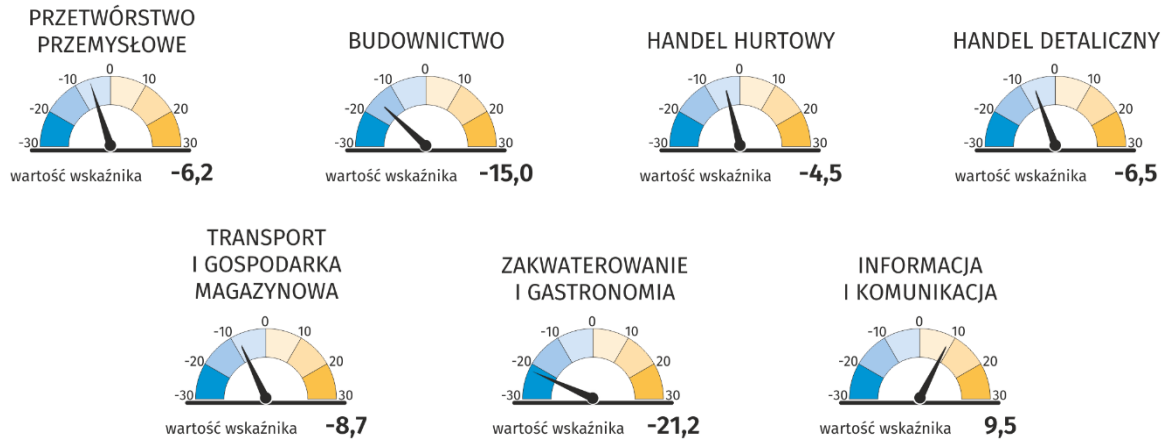 PRZETWÓRSTWO
PRZEMYSŁOWE
-30
-20
-10
0
10
20
30
wartość wskaźnika -6,2
BUDOWNICTWO
-30
-20
-10
0
10
20
30
wartość wskaźnika -15,0
HANDEL HURTOWY
-30
-20
-10
0
10
20
30
wartość wskaźnika -4,5
HANDEL DETALICZNY
-30
-20
-10
0
10
20
30
wartość wskaźnika -6,5
TRANSPORT
I GOSPODARKA
MAGAZYNOWA
-30
-20
-10
0
10
20
30
wartość wskaźnika -8,7
ZAKWATEROWANIE
I GASTRONOMIA
-30
-20
-10
0
10
20
30
wartość wskaźnika -21,2
INFORMACJA
I KOMUNIKACJA
-30
-20
-10
0
10
20
30
wartość wskaźnika 9,5